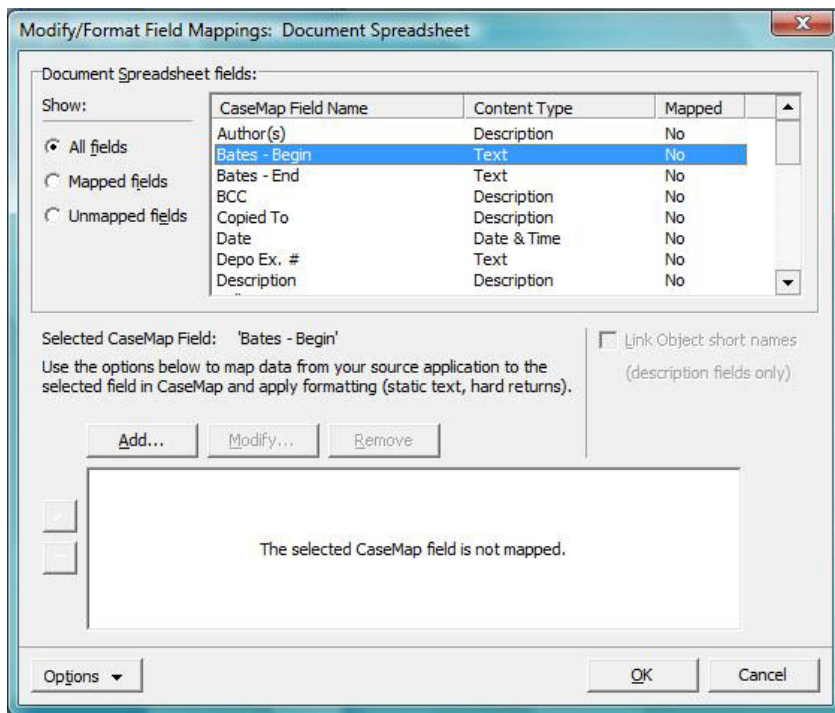 Modify/Format Field Mappings: Document Spreadsheet
Document Spreadsheet fields:
Show:
All fields
Mapped fields
Unmapped fields
CaseMap Field Name Content Type Mapped
Author(s) Description No
Bates - Begin Text No
Bates - End Text No
BCC Description No
Copied To Description No
Date Date & Time No
Depo Ex. # Text No
Description Description No
Selected CaseMap Field: 'Bates - Begin'
Use the options below to map data from your source application to the
selected field in CaseMap and apply formatting (static text, hard returns).
Link Object short names
(description fields only)
Add... Modify... Remove
The selected CaseMap field is not mapped.
Options OK Cancel